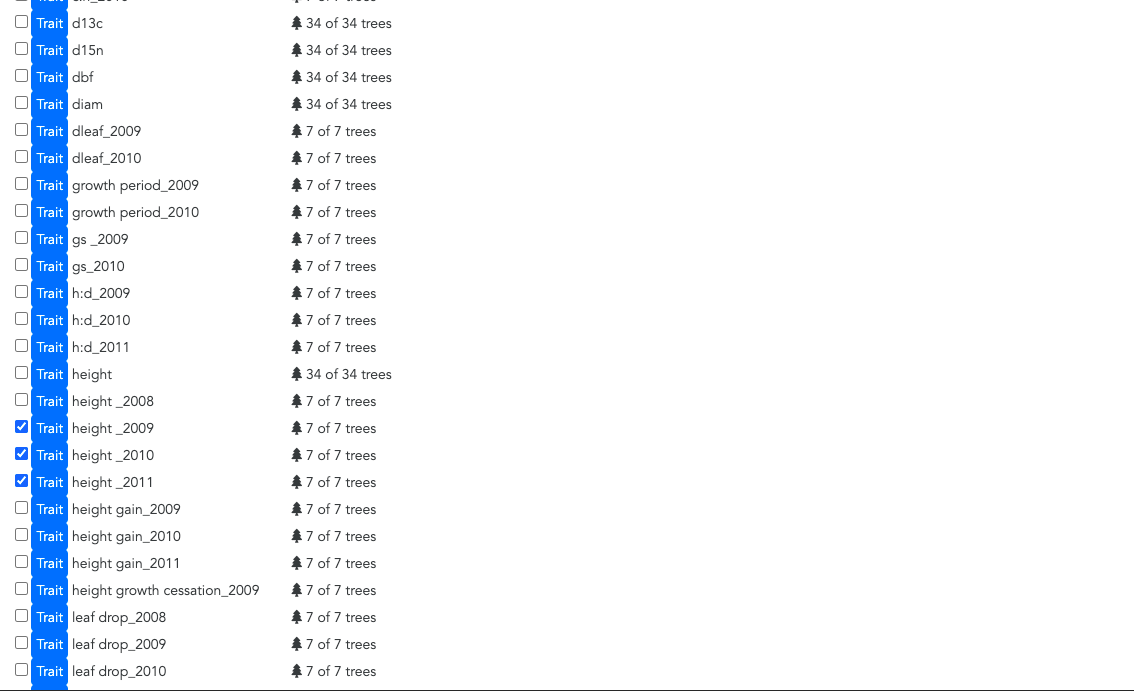 Trait d13c 34 of 34 trees
Trait d15n 34 of 34 trees
Trait dbf 34 of 34 trees
Trait diam 34 of 34 trees
Trait dleaf_2009 7 of 7 trees
Trait dleaf_2010 7 of 7 trees
Trait growth period_2009 7 of 7 trees
Trait growth period_2010 7 of 7 trees
Trait gs _2009 7 of 7 trees
Trait gs_2010 7 of 7 trees
Trait h:d_2009 7 of 7 trees
Trait h:d_2010 7 of 7 trees
Trait h:d_2011 7 of 7 trees
Trait height 34 of 34 trees
Trait height _2008 7 of 7 trees
Trait height _2009 7 of 7 trees
Trait height _2010 7 of 7 trees
Trait height _2011 7 of 7 trees
Trait height gain_2009 7 of 7 trees
Trait height gain_2010 7 of 7 trees
Trait height gain_2011 7 of 7 trees
Trait height growth cessation_2009 7 of 7 trees
Trait leaf drop_2008 7 of 7 trees
Trait leaf drop_2009 7 of 7 trees
Trait leaf drop_2010 7 of 7 trees